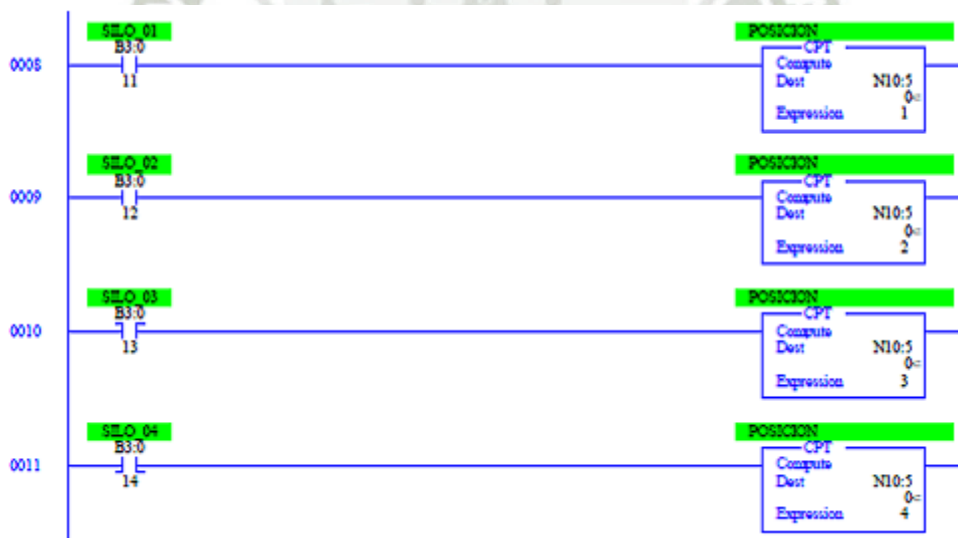 SILO_01
POSICION
B3:0
CPT
0008
Compute
11
Dest N10:5
0<
Expression 1
SILO_02
POSICION
B3:0
CPT
0009
Compute
12
Dest N10:5
0<
Expression 2
SILO_03
POSICION
B3:0
CPT
0010
Compute
13
Dest N10:5
0<
Expression 3
SILO_04
POSICION
B3:0
CPT
0011
Compute
14
Dest N10:5
0<
Expression 4